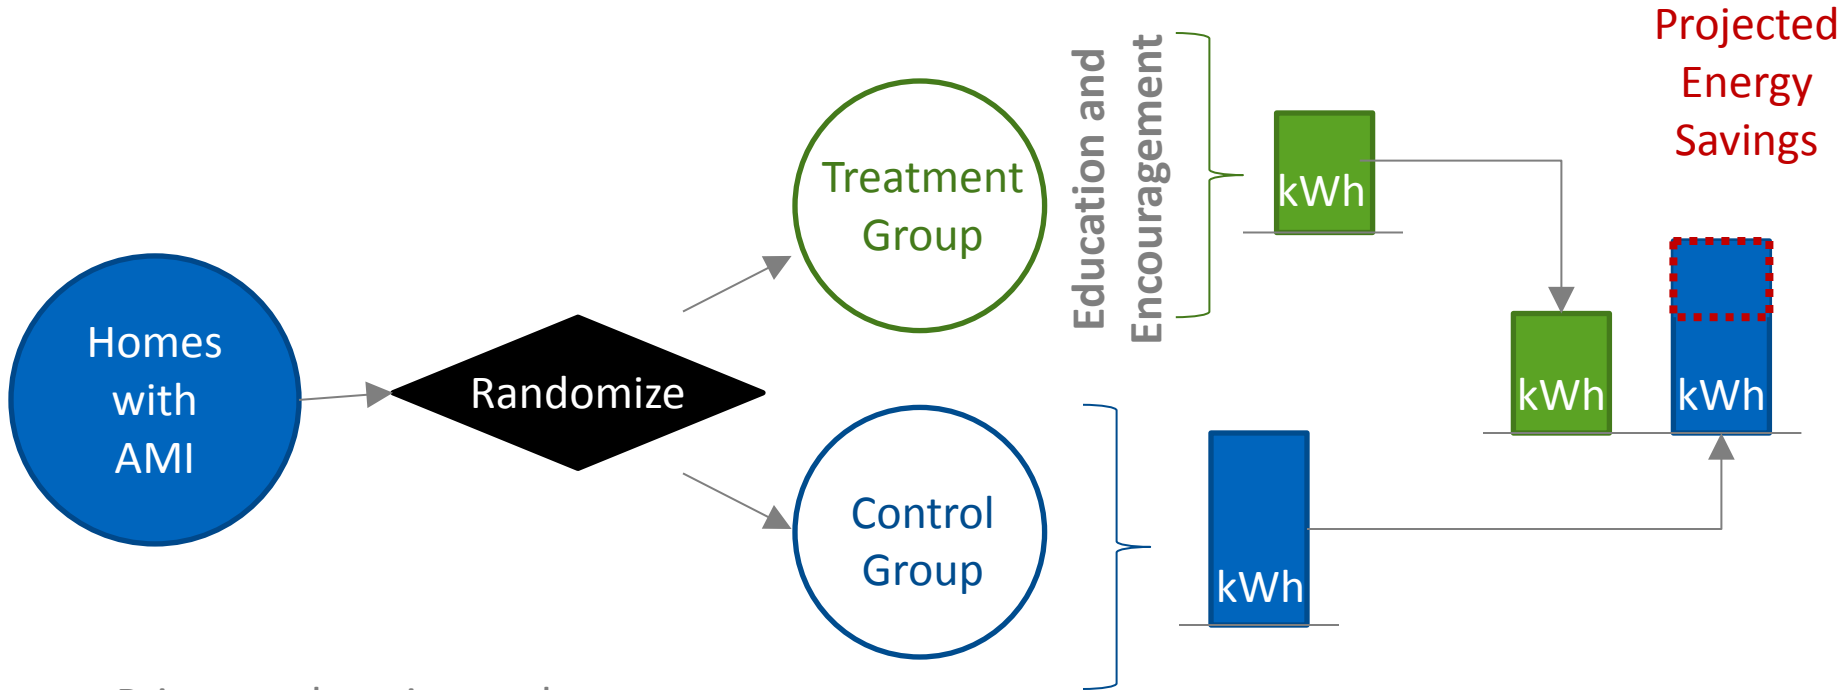 Homes
with
AMI
Randomize
Treatment
Group
Control
Group
Education and
Encouragement
kWh
kWh
kWh
kWh
Projected
Energy
Savings